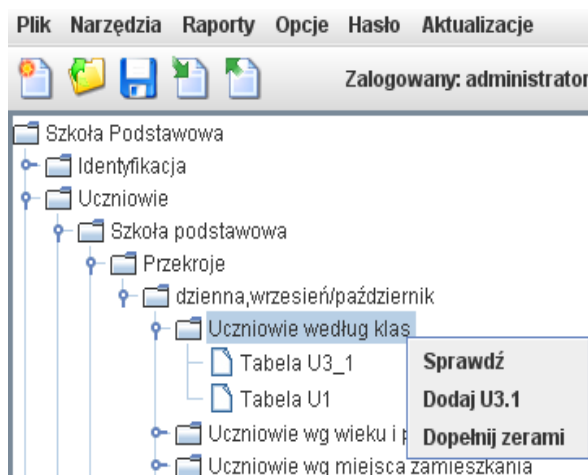 Plik Narzędzia Raporty Opcje Hasło Aktualizacje
Zalogowany: administrator
Szkoła Podstawowa
Identyfikacja
Uczniowie
Szkoła podstawowa
Przekroje
dzienna,wrzesień/październik
Uczniowie według klas
Tabela U3_1
Sprawdź
Tabela U1
Dodaj U3.1
Uczniowie wg wieku i
Dopełnij zerami
Uczniowie wg miejsca zamieszkania